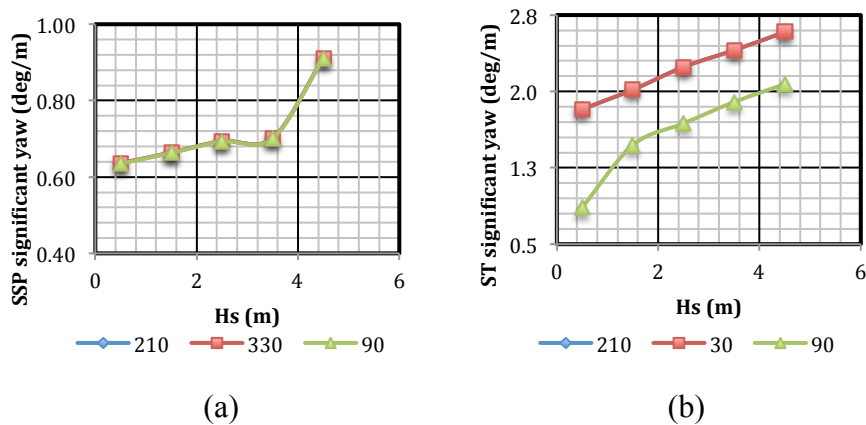 SSP significant yaw (deg/m)
1.00
0.80
0.60
0.40
0 2 4 6
Hs (m)
210 330 90
(a)
ST significant yaw (deg/m)
2.8
2.0
1.3
0.5
0 2 4 6
Hs (m)
210 30 90
(b)